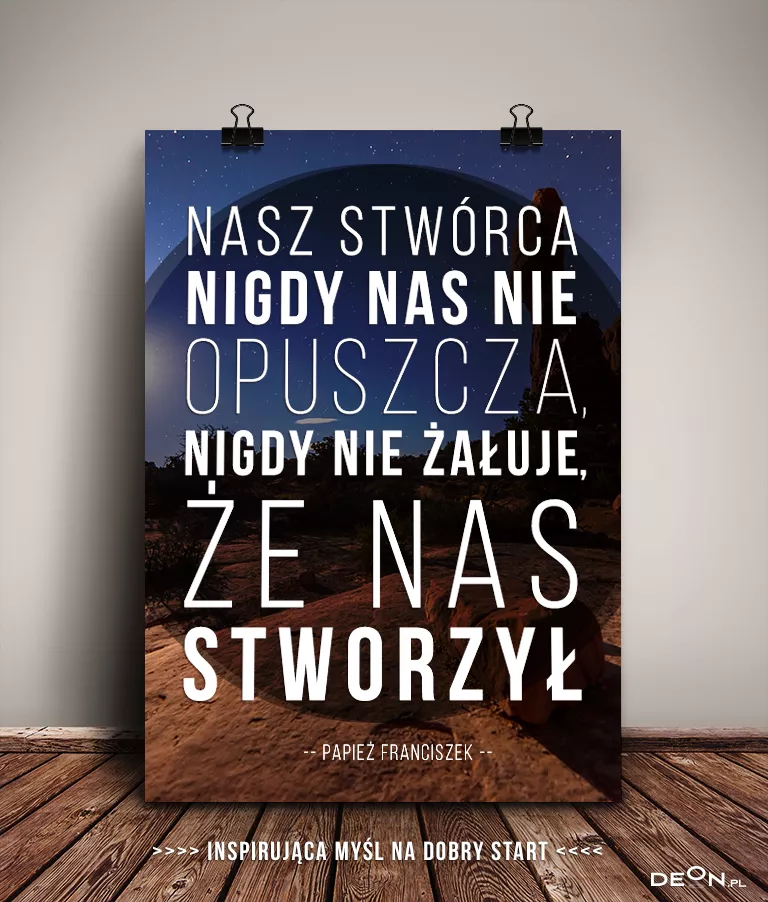 NASZ STWÓRCA
NIGDY NAS NIE
OPUSZCZA,
NIGDY NIE ŻAŁUJE,
ŻE NAS
STWORZYŁ
-- PAPIEŻ FRANCISZEK --
>>>> INSPIRUJĄCA MYŚL NA DOBRY START <<<<
DEON.PL